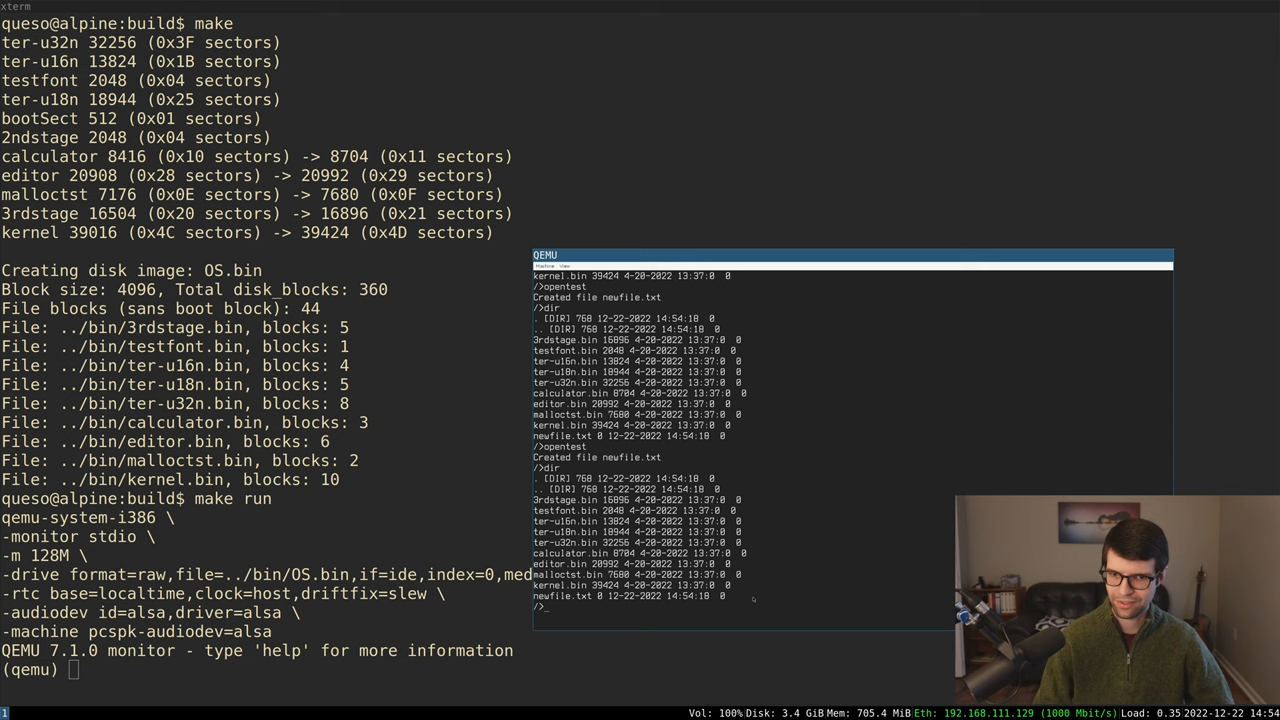 xterm
queso@alpine:build$ make
ter-u32n 32256 (0x3F sectors)
ter-u16n 13824 (0x1B sectors)
testfont 2048 (0x04 sectors)
ter-u18n 18944 (0x25 sectors)
bootSect 512 (0x01 sectors)
2ndstage 2048 (0x04 sectors)
calculator 8416 (0x10 sectors) -> 8704 (0x11 sectors)
editor 20908 (0x28 sectors) -> 20992 (0x29 sectors)
malloctst 7176 (0x0E sectors) -> 7680 (0x0F sectors)
3rdstage 16504 (0x20 sectors) -> 16896 (0x21 sectors)
kernel 39016 (0x4C sectors) -> 39424 (0x4D sectors)
Creating disk image: OS.bin
Block size: 4096, Total disk_blocks: 360
File blocks (sans boot block): 44
File: ../bin/3rdstage.bin, blocks: 5
File: ../bin/testfont.bin, blocks: 1
File: ../bin/ter-u16n.bin, blocks: 4
File: ../bin/ter-u18n.bin, blocks: 5
File: ../bin/ter-u32n.bin, blocks: 8
File: ../bin/calculator.bin, blocks: 3
File: ../bin/editor.bin, blocks: 6
File: ../bin/malloctst.bin, blocks: 2
File: ../bin/kernel.bin, blocks: 10
queso@alpine:build$ make run
qemu-system-i386 \
-monitor stdio \
-m 128M \
-drive format=raw,file=../bin/OS.bin,if=ide,index=0,med
-rtc base=localtime,clock=host,driftfix=slew \
-audiodev id=alsa,driver=alsa \
-machine pcspk-audiodev=alsa
QEMU 7.1.0 monitor - type 'help' for more information
(qemu)
QEMU
Machine View
kernel.bin 39424 4-20-2022 13:37:0 0
/>opentest
Created file newfile.txt
/>dir
. [DIR] 768 12-22-2022 14:54:18 0
.. [DIR] 768 12-22-2022 14:54:18 0
3rdstage.bin 16896 4-20-2022 13:37:0 0
testfont.bin 2048 4-20-2022 13:37:0 0
ter-u16n.bin 13824 4-20-2022 13:37:0 0
ter-u18n.bin 18944 4-20-2022 13:37:0 0
ter-u32n.bin 32256 4-20-2022 13:37:0 0
calculator.bin 8704 4-20-2022 13:37:0 0
editor.bin 20992 4-20-2022 13:37:0 0
malloctst.bin 7680 4-20-2022 13:37:0 0
kernel.bin 39424 4-20-2022 13:37:0 0
newfile.txt 0 12-22-2022 14:54:18 0
/>opentest
Created file newfile.txt
/>dir
. [DIR] 768 12-22-2022 14:54:18 0
.. [DIR] 768 12-22-2022 14:54:18 0
3rdstage.bin 16896 4-20-2022 13:37:0 0
testfont.bin 2048 4-20-2022 13:37:0 0
ter-u16n.bin 13824 4-20-2022 13:37:0 0
ter-u18n.bin 18944 4-20-2022 13:37:0 0
ter-u32n.bin 32256 4-20-2022 13:37:0 0
calculator.bin 8704 4-20-2022 13:37:0 0
editor.bin 20992 4-20-2022 13:37:0 0
malloctst.bin 7680 4-20-2022 13:37:0 0
kernel.bin 39424 4-20-2022 13:37:0 0
newfile.txt 0 12-22-2022 14:54:18 0
/>_
1
Vol: 100%|Disk: 3.4 GiB|Mem: 705.4 MiB|Eth: 192.168.111.129 (1000 Mbit/s)|Load: 0.35|2022-12-22 14:54